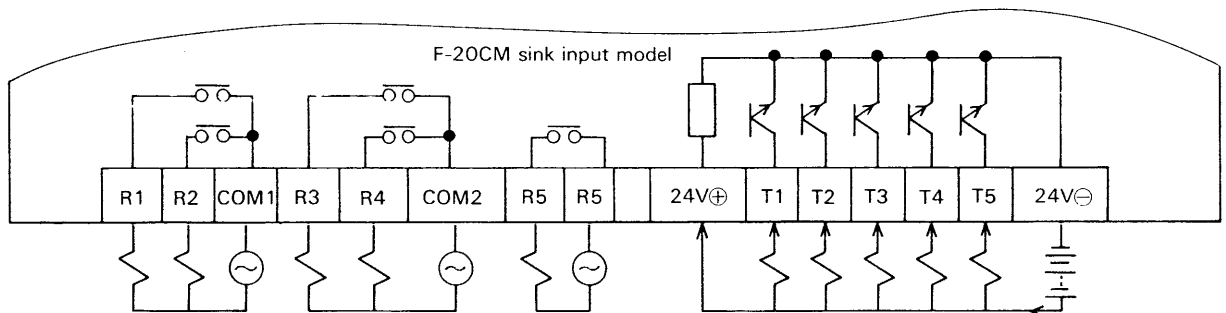 F-20CM sink input model
R1 R2 COM1 R3 R4 COM2 R5 R5 24V⊕ T1 T2 T3 T4 T5 24V⊖